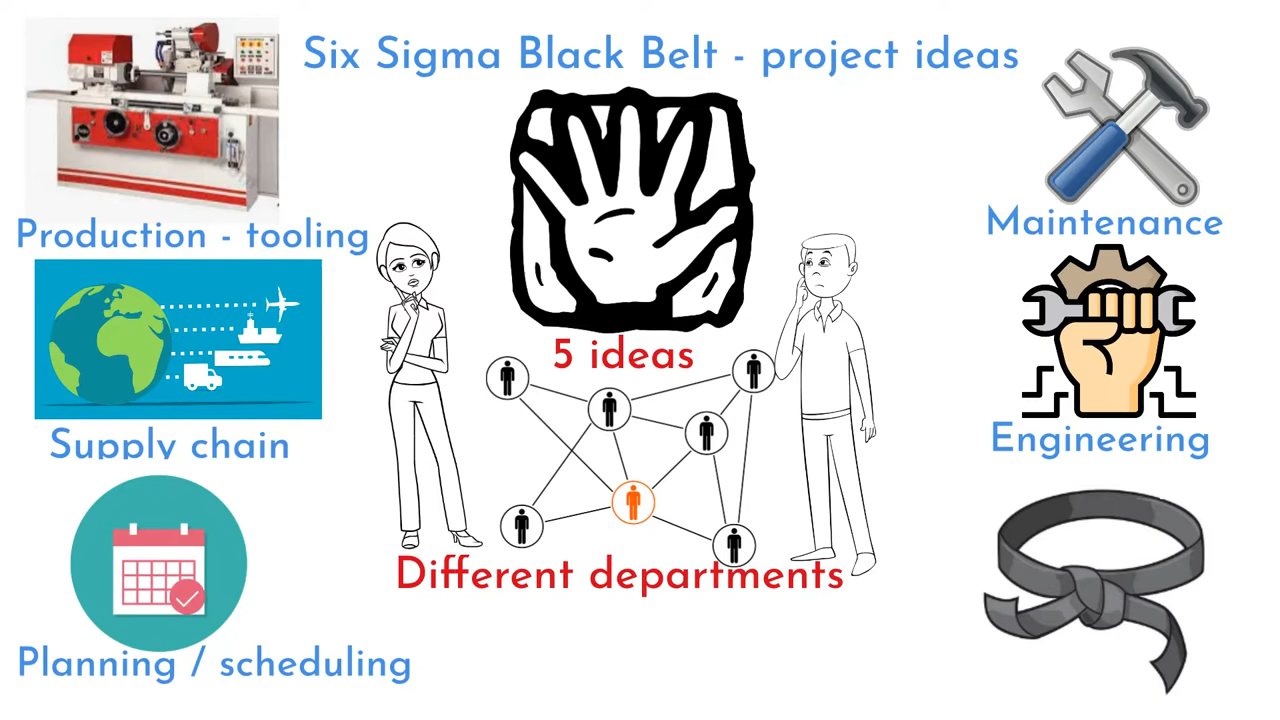 Six Sigma Black Belt - project ideas
Production - tooling
Supply chain
Planning / scheduling
5 ideas
Different departments
Maintenance
Engineering